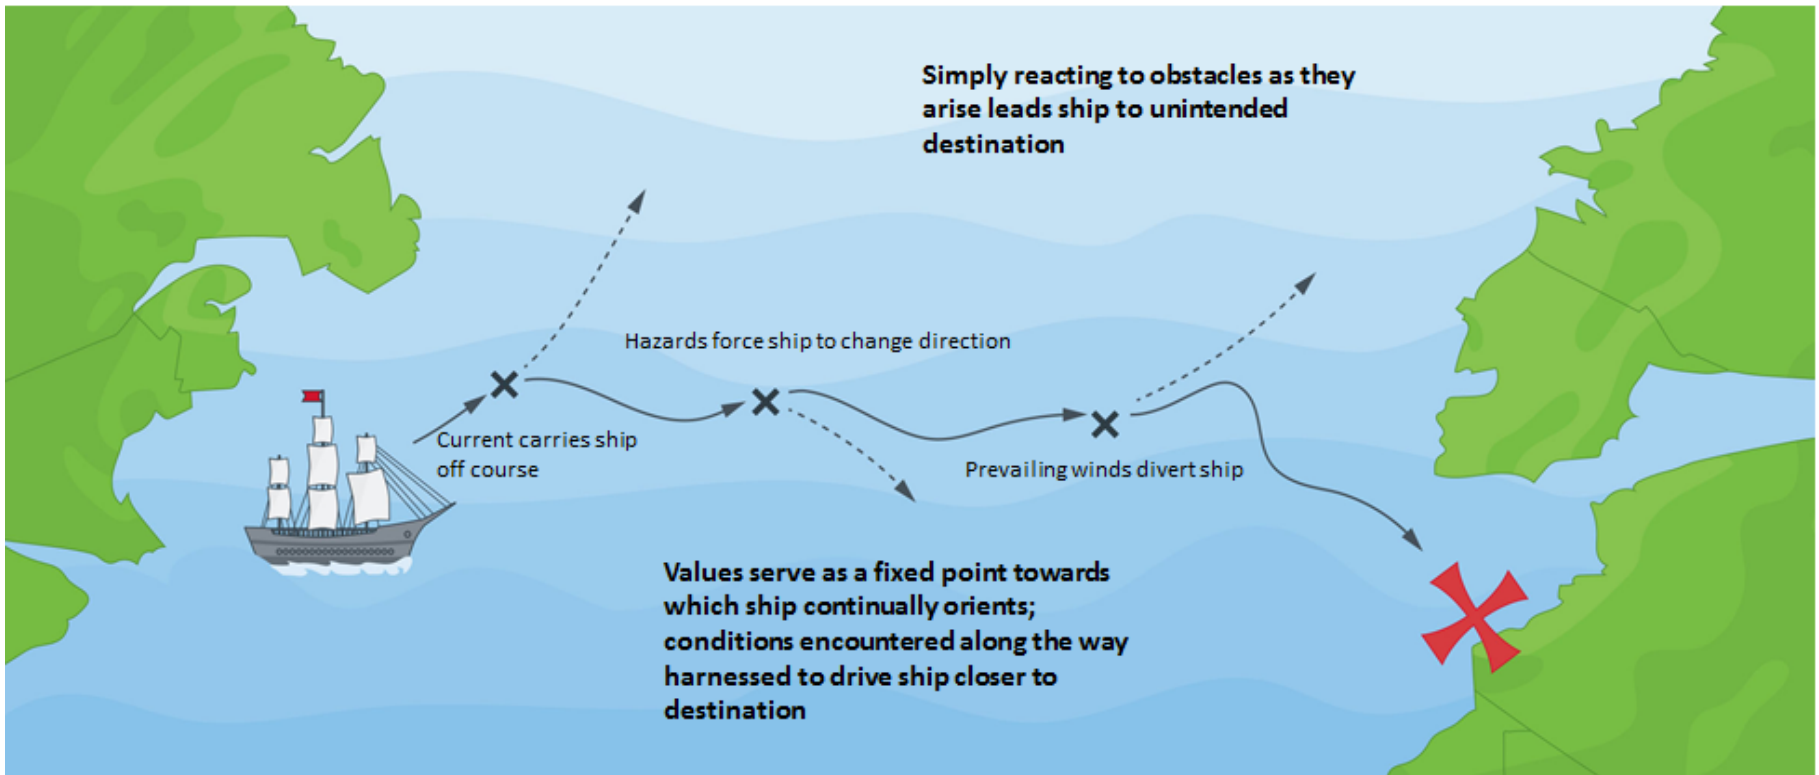 Simply reacting to obstacles as they
arise leads ship to unintended
destination
Hazards force ship to change direction
Current carries ship
off course
Prevailing winds divert ship
Values serve as a fixed point towards
which ship continually orients;
conditions encountered along the way
harnessed to drive ship closer to
destination